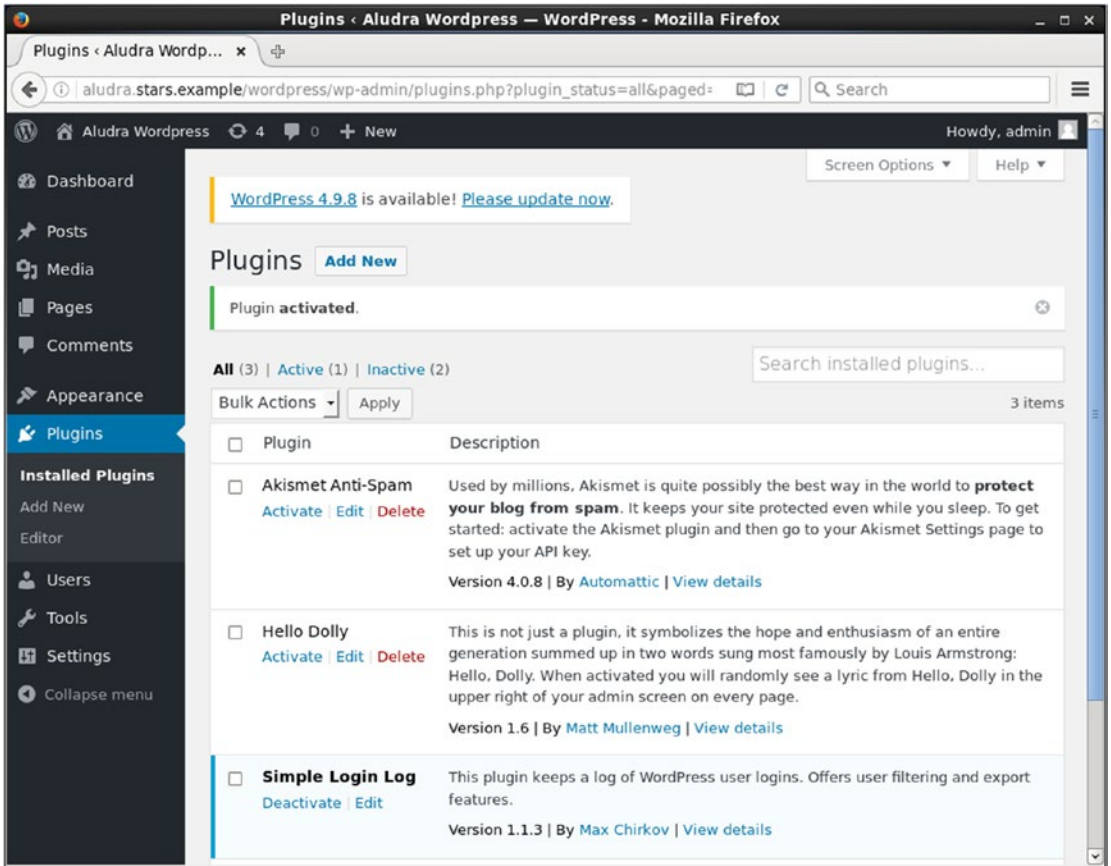 Plugins ‹ Aludra Wordpress — WordPress - Mozilla Firefox
Plugins ‹ Aludra Wordp...
aludra.stars.example/wordpress/wp-admin/plugins.php?plugin_status=all&paged=
Search
Aludra Wordpress 4 0 + New
Howdy, admin
Screen Options
Help
Dashboard
Posts
Media
Pages
Comments
Appearance
Plugins
Installed Plugins
Add New
Editor
Users
Tools
Settings
Collapse menu
WordPress 4.9.8 is available! Please update now.
Plugins Add New
Plugin activated.
All (3) | Active (1) | Inactive (2)
Search installed plugins...
Bulk Actions Apply
3 items
Plugin Description
Akismet Anti-Spam
Activate | Edit | Delete
Used by millions, Akismet is quite possibly the best way in the world to protect
your blog from spam. It keeps your site protected even while you sleep. To get
started: activate the Akismet plugin and then go to your Akismet Settings page to
set up your API key.
Version 4.0.8 | By Automattic | View details
Hello Dolly
Activate | Edit | Delete
This is not just a plugin, it symbolizes the hope and enthusiasm of an entire
generation summed up in two words sung most famously by Louis Armstrong:
Hello, Dolly. When activated you will randomly see a lyric from Hello, Dolly in the
upper right of your admin screen on every page.
Version 1.6 | By Matt Mullenweg | View details
Simple Login Log
Deactivate | Edit
This plugin keeps a log of WordPress user logins. Offers user filtering and export
features.
Version 1.1.3 | By Max Chirkov | View details